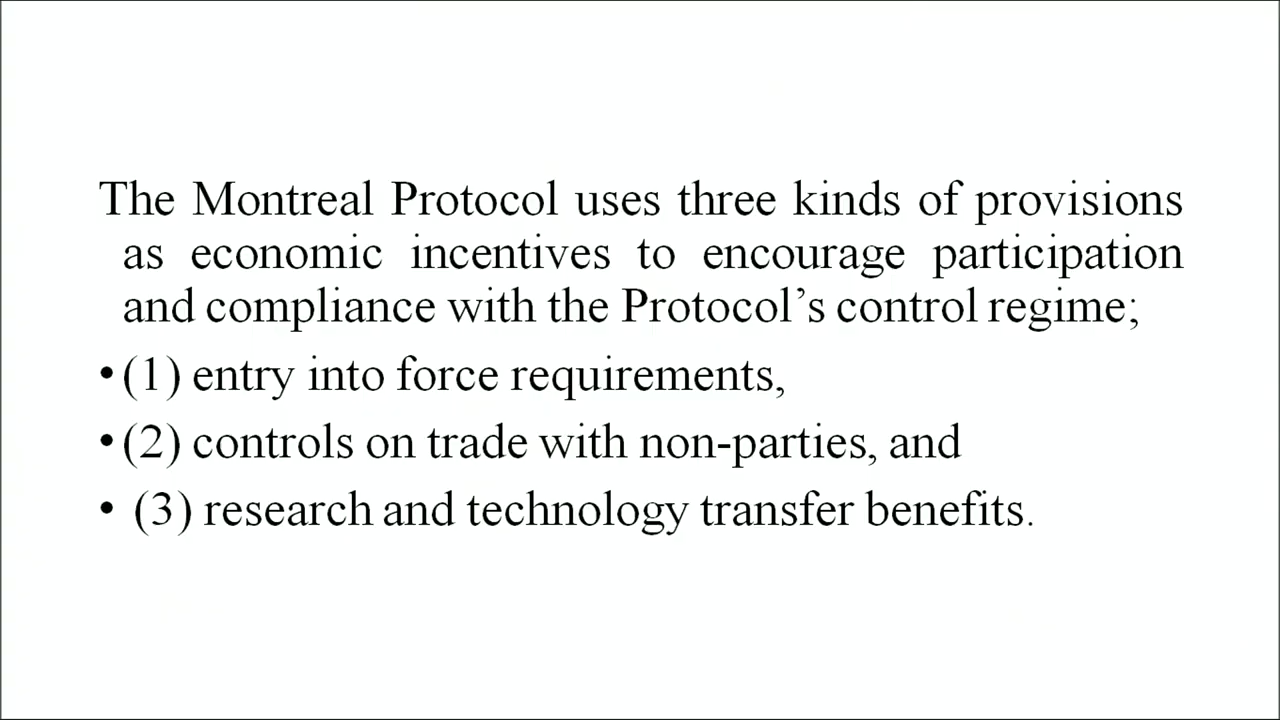 The Montreal Protocol uses three kinds of provisions
as economic incentives to encourage participation
and compliance with the Protocol’s control regime;
• (1) entry into force requirements,
• (2) controls on trade with non-parties, and
• (3) research and technology transfer benefits.